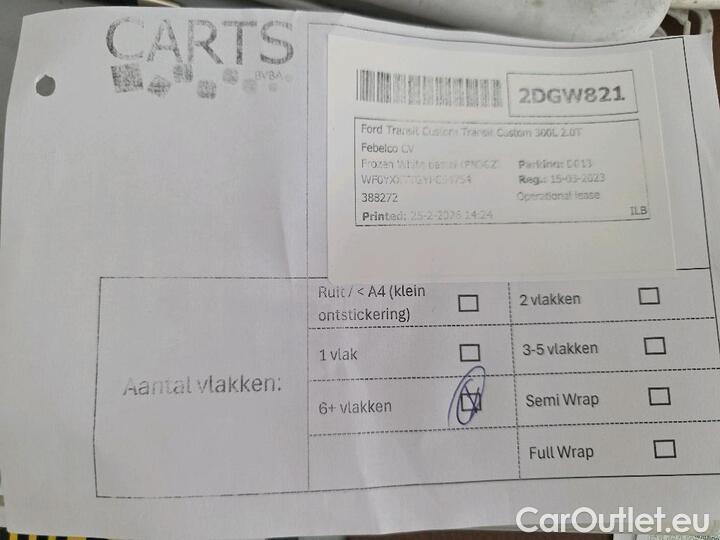 CARTS
BVBA
2DGW821
Ford Transit Custom Transit Custom 300L 2.0T
Febelco CV
Frozen White Parking: D013
Reg.: 15-03-2023
388272 Operational lease
Printed: 25-2-2026 14:24
ILB
Ruit / < A4 (klein
ontstickering)
2 vlakken
1 vlak
3-5 vlakken
Aantal vlakken:
6+ vlakken
Semi Wrap
Full Wrap
CarOutlet.eu